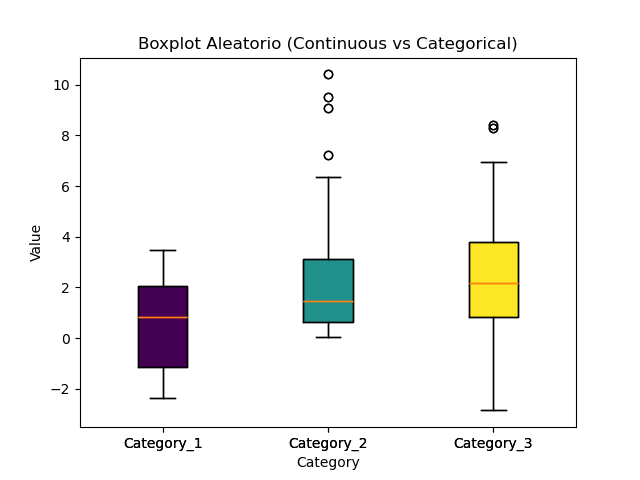 Boxplot Aleatorio (Continuous vs Categorical)
10
8
6
4
2
0
−2
Value
Category_1
Category_2
Category_3
Category